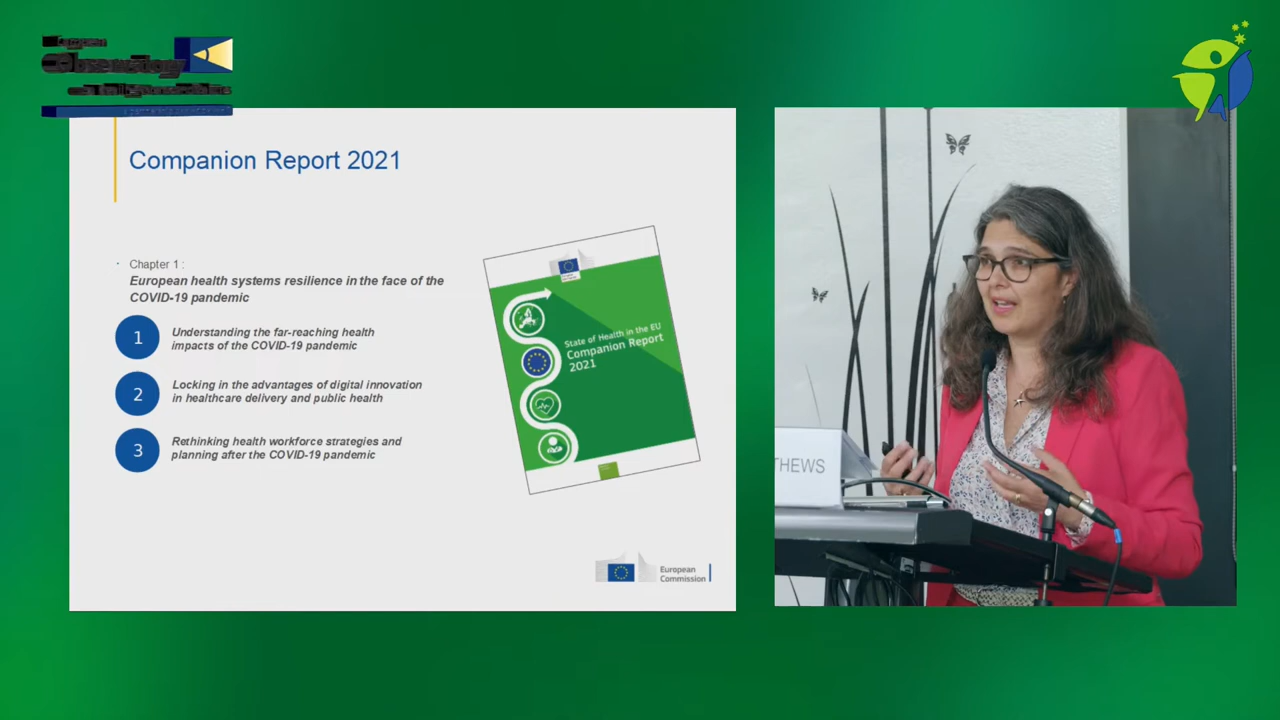 Companion Report 2021
· Chapter 1 :
European health systems resilience in the face of the
COVID-19 pandemic
1
Understanding the far-reaching health
impacts of the COVID-19 pandemic
2
Locking in the advantages of digital innovation
in healthcare delivery and public health
3
Rethinking health workforce strategies and
planning after the COVID-19 pandemic
State of Health in the EU
Companion Report
2021
European
Commission
THEWS